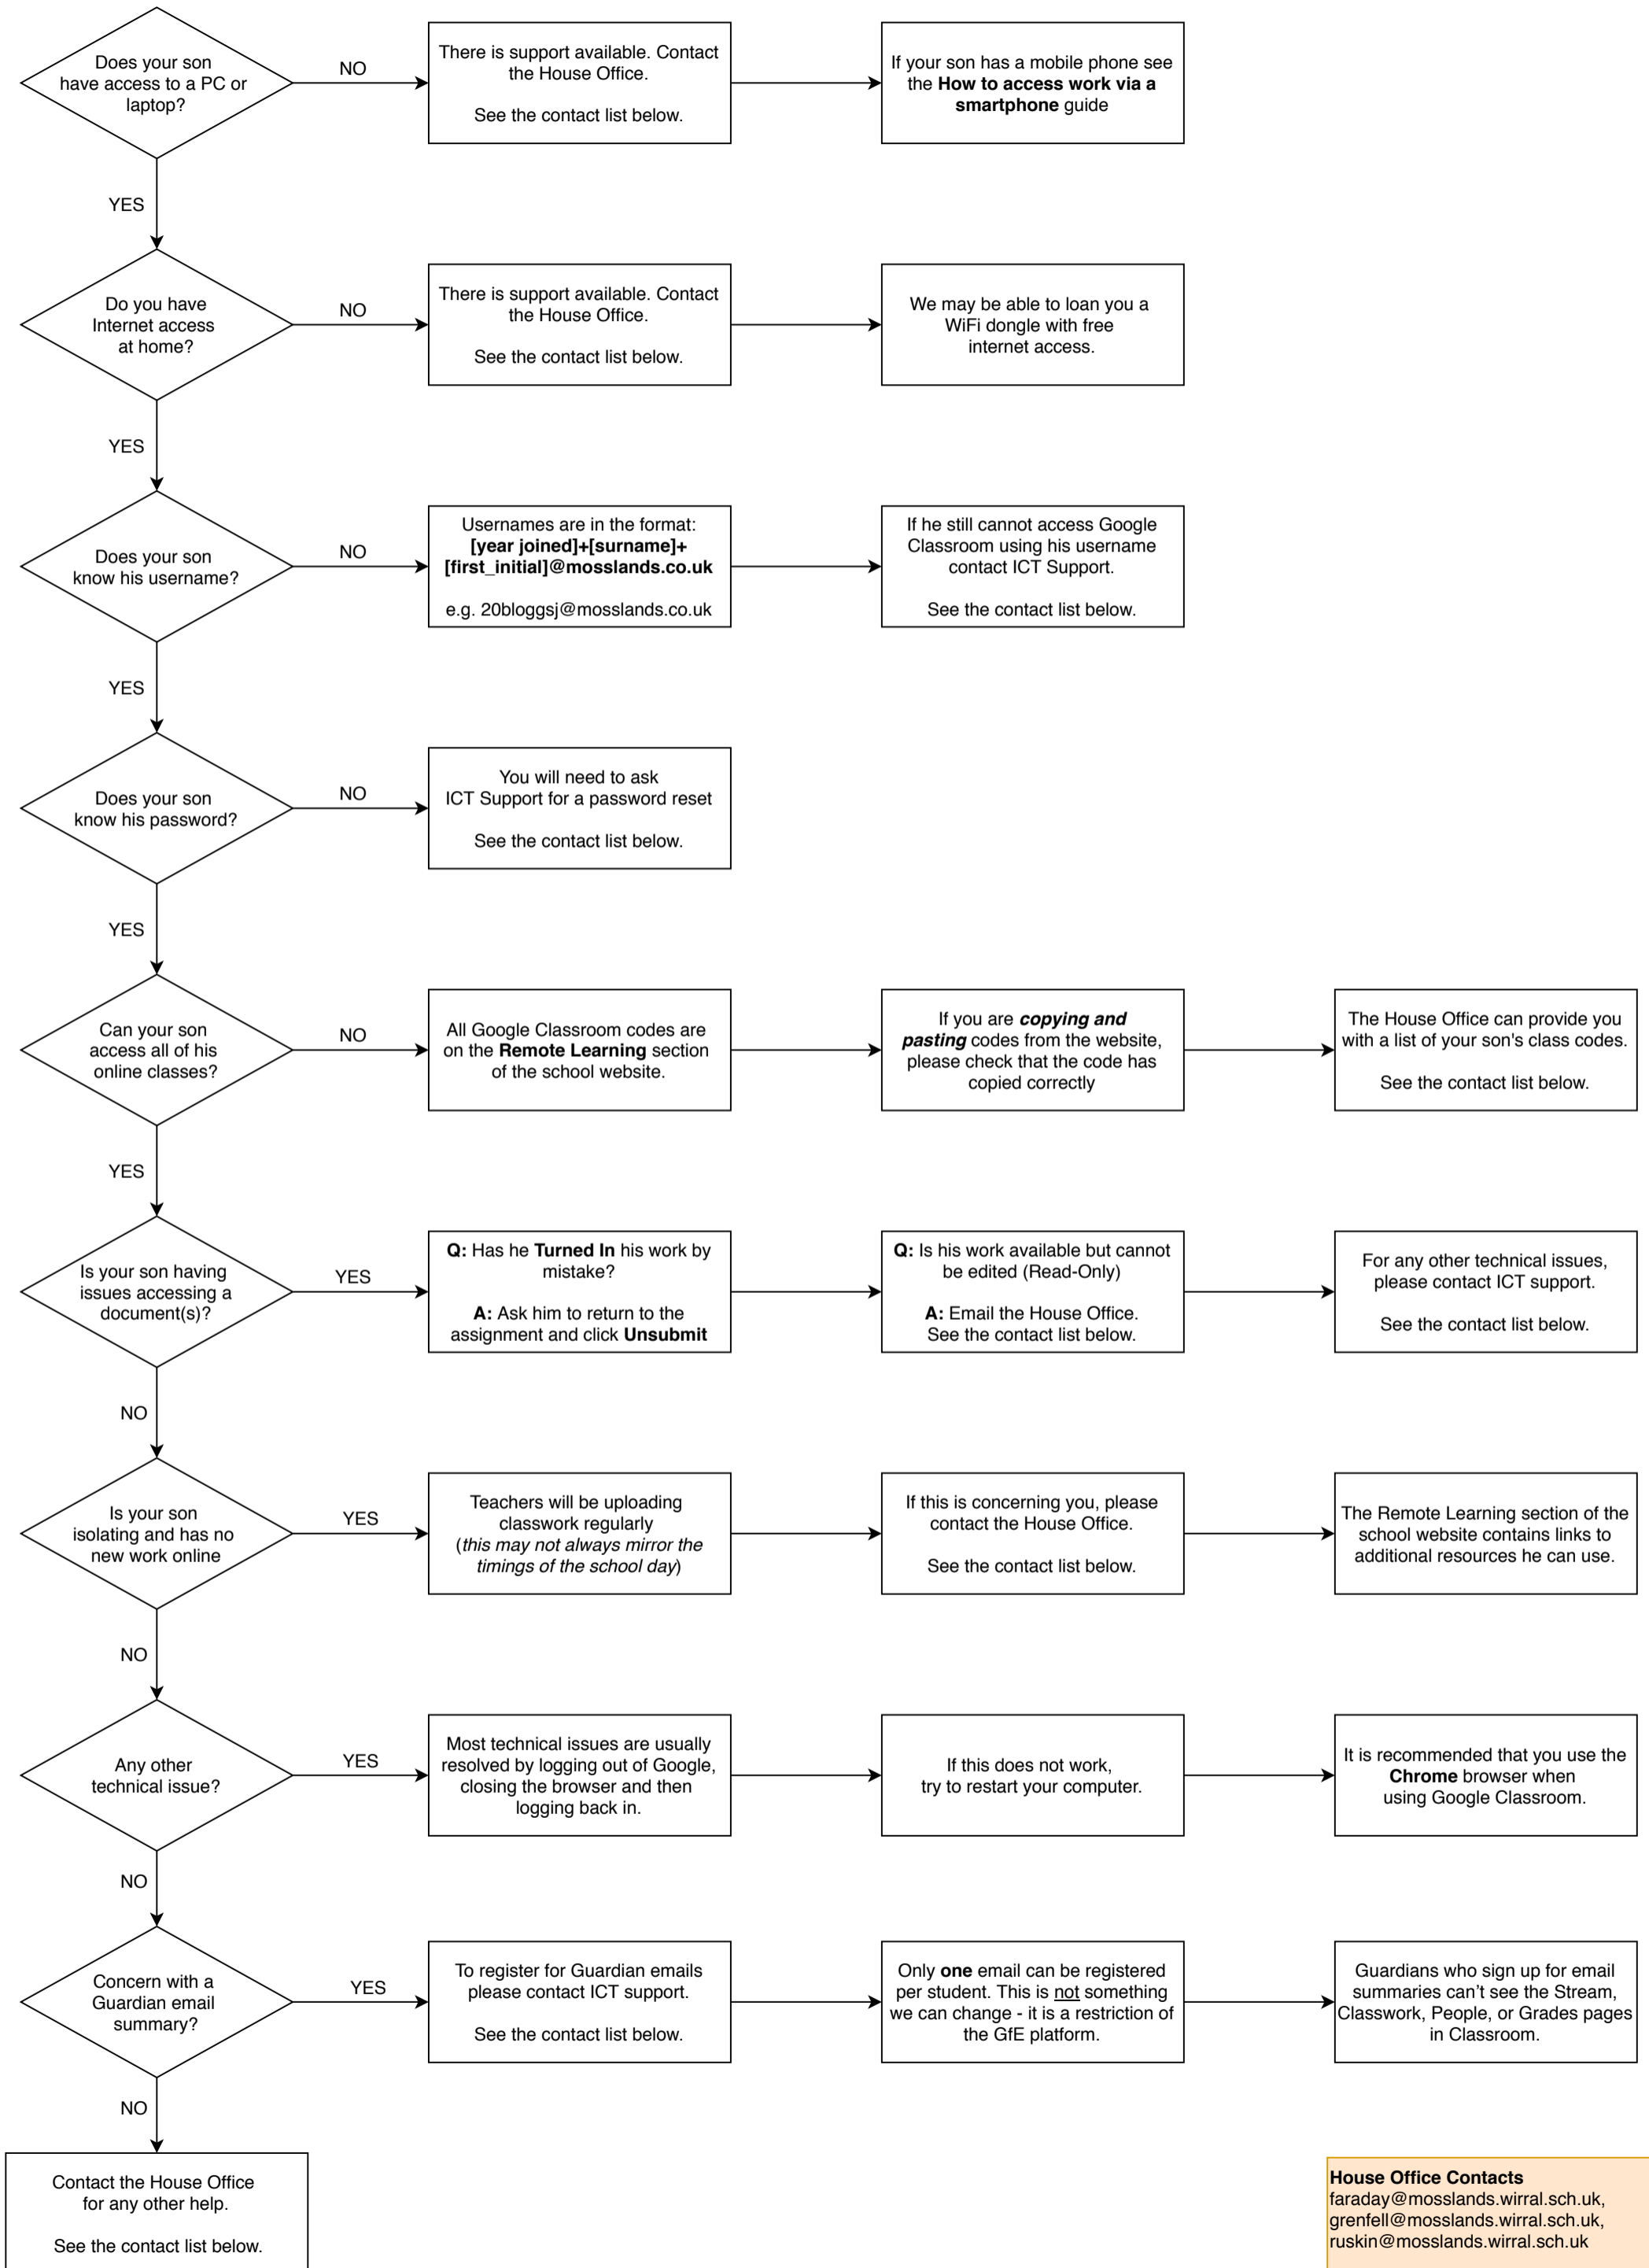 Does your son
have access to a PC or
laptop?
NO
There is support available. Contact
the House Office.
See the contact list below.
If your son has a mobile phone see
the How to access work via a
smartphone guide
YES
Do you have
Internet access
at home?
NO
There is support available. Contact
the House Office.
See the contact list below.
We may be able to loan you a
WiFi dongle with free
internet access.
YES
Does your son
know his username?
NO
Usernames are in the format:
[year joined]+[surname]+
[first_initial]@mosslands.co.uk
e.g. 20bloggsj@mosslands.co.uk
If he still cannot access Google
Classroom using his username
contact ICT Support.
See the contact list below.
YES
Does your son
know his password?
NO
You will need to ask
ICT Support for a password reset
See the contact list below.
YES
Can your son
access all of his
online classes?
NO
All Google Classroom codes are
on the Remote Learning section
of the school website.
If you are copying and
pasting codes from the website,
please check that the code has
copied correctly
The House Office can provide you
with a list of your son's class codes.
See the contact list below.
YES
Is your son having
issues accessing a
document(s)?
YES
Q: Has he Turned In his work by
mistake?
A: Ask him to return to the
assignment and click Unsubmit
Q: Is his work available but cannot
be edited (Read-Only)
A: Email the House Office.
See the contact list below.
For any other technical issues,
please contact ICT support.
See the contact list below.
NO
Is your son
isolating and has no
new work online
YES
Teachers will be uploading
classwork regularly
(this may not always mirror the
timings of the school day)
If this is concerning you, please
contact the House Office.
See the contact list below.
The Remote Learning section of the
school website contains links to
additional resources he can use.
NO
Any other
technical issue?
YES
Most technical issues are usually
resolved by logging out of Google,
closing the browser and then
logging back in.
If this does not work,
try to restart your computer.
It is recommended that you use the
Chrome browser when
using Google Classroom.
NO
Concern with a
Guardian email
summary?
YES
To register for Guardian emails
please contact ICT support.
See the contact list below.
Only one email can be registered
per student. This is not something
we can change - it is a restriction of
the GfE platform.
Guardians who sign up for email
summaries can't see the Stream,
Classwork, People, or Grades pages
in Classroom.
NO
Contact the House Office
for any other help.
See the contact list below.
House Office Contacts
faraday@mosslands.wirral.sch.uk,
grenfell@mosslands.wirral.sch.uk,
ruskin@mosslands.wirral.sch.uk